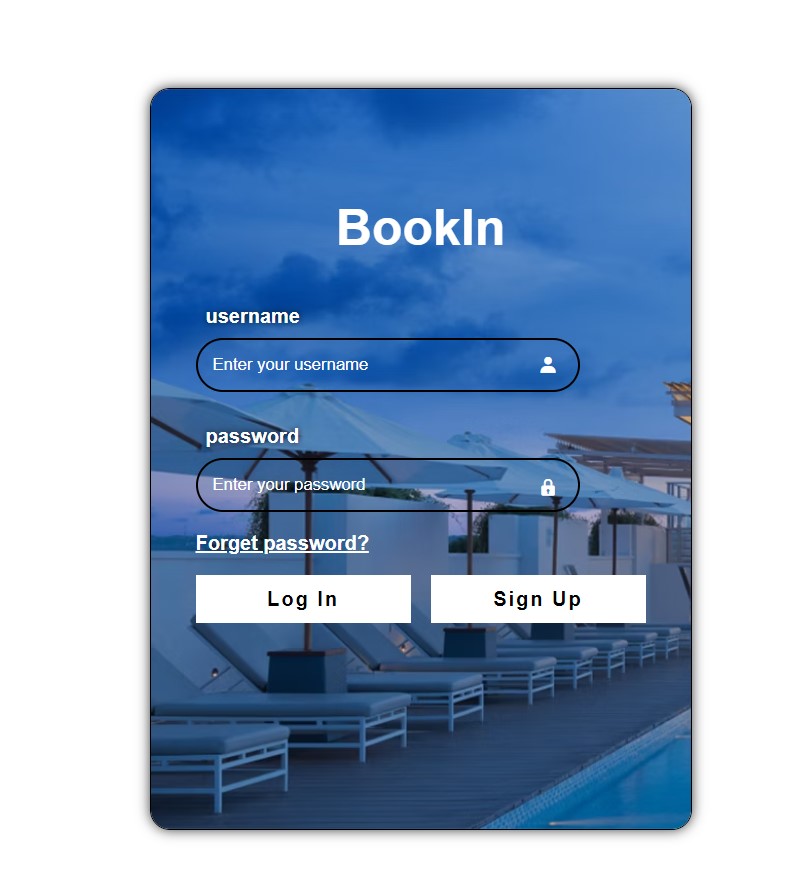 BookIn
username
Enter your username
password
Enter your password
Forget password?
Log In
Sign Up